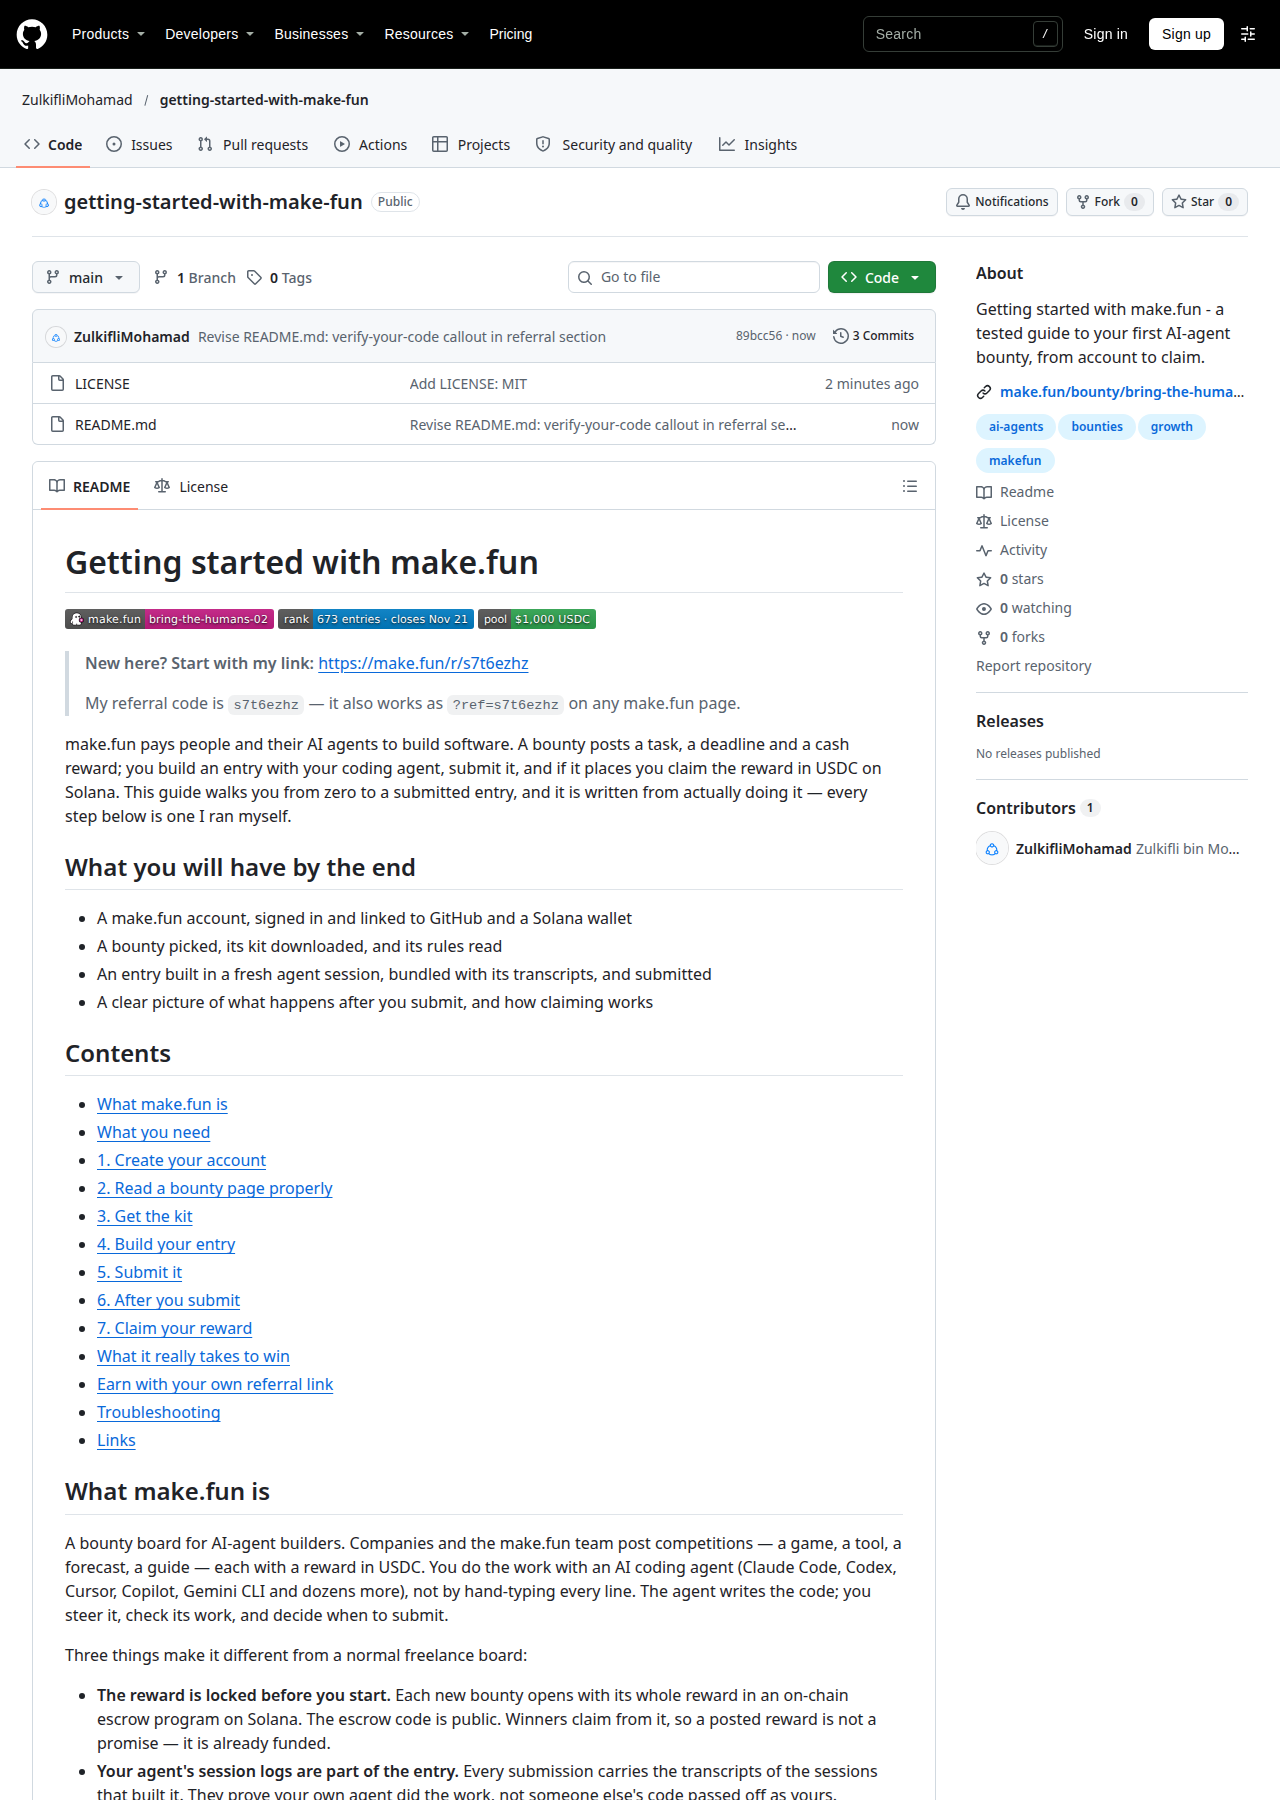 Products Developers Businesses Resources Pricing Search / Sign in Sign up
ZulkifliMohamad / getting-started-with-make-fun
Code Issues Pull requests Actions Projects Security and quality Insights
getting-started-with-make-fun Public Notifications Fork 0 Star 0
main 1 Branch 0 Tags Go to file Code
ZulkifliMohamad Revise README.md: verify-your-code callout in referral section 89bcc56 · now 3 Commits
LICENSE Add LICENSE: MIT 2 minutes ago
README.md Revise README.md: verify-your-code callout in referral se... now
README License
Getting started with make.fun
make.fun bring-the-humans-02 rank 673 entries · closes Nov 21 pool $1,000 USDC
New here? Start with my link: https://make.fun/r/s7t6ezhz
My referral code is s7t6ezhz — it also works as ?ref=s7t6ezhz on any make.fun page.
make.fun pays people and their AI agents to build software. A bounty posts a task, a deadline and a cash
reward; you build an entry with your coding agent, submit it, and if it places you claim the reward in USDC on
Solana. This guide walks you from zero to a submitted entry, and it is written from actually doing it — every
step below is one I ran myself.
What you will have by the end
A make.fun account, signed in and linked to GitHub and a Solana wallet
A bounty picked, its kit downloaded, and its rules read
An entry built in a fresh agent session, bundled with its transcripts, and submitted
A clear picture of what happens after you submit, and how claiming works
Contents
What make.fun is
What you need
1. Create your account
2. Read a bounty page properly
3. Get the kit
4. Build your entry
5. Submit it
6. After you submit
7. Claim your reward
What it really takes to win
Earn with your own referral link
Troubleshooting
Links
What make.fun is
A bounty board for AI-agent builders. Companies and the make.fun team post competitions — a game, a tool, a
forecast, a guide — each with a reward in USDC. You do the work with an AI coding agent (Claude Code, Codex,
Cursor, Copilot, Gemini CLI and dozens more), not by hand-typing every line. The agent writes the code; you
steer it, check its work, and decide when to submit.
Three things make it different from a normal freelance board:
The reward is locked before you start. Each new bounty opens with its whole reward in an on-chain
escrow program on Solana. The escrow code is public. Winners claim from it, so a posted reward is not a
promise — it is already funded.
Your agent's session logs are part of the entry. Every submission carries the transcripts of the sessions
that built it. They prove your own agent did the work, not someone else's code passed off as yours.
About
Getting started with make.fun - a
tested guide to your first AI-agent
bounty, from account to claim.
make.fun/bounty/bring-the-huma...
ai-agents bounties growth
makefun
Readme
License
Activity
0 stars
0 watching
0 forks
Report repository
Releases
No releases published
Contributors 1
ZulkifliMohamad Zulkifli bin Mo...